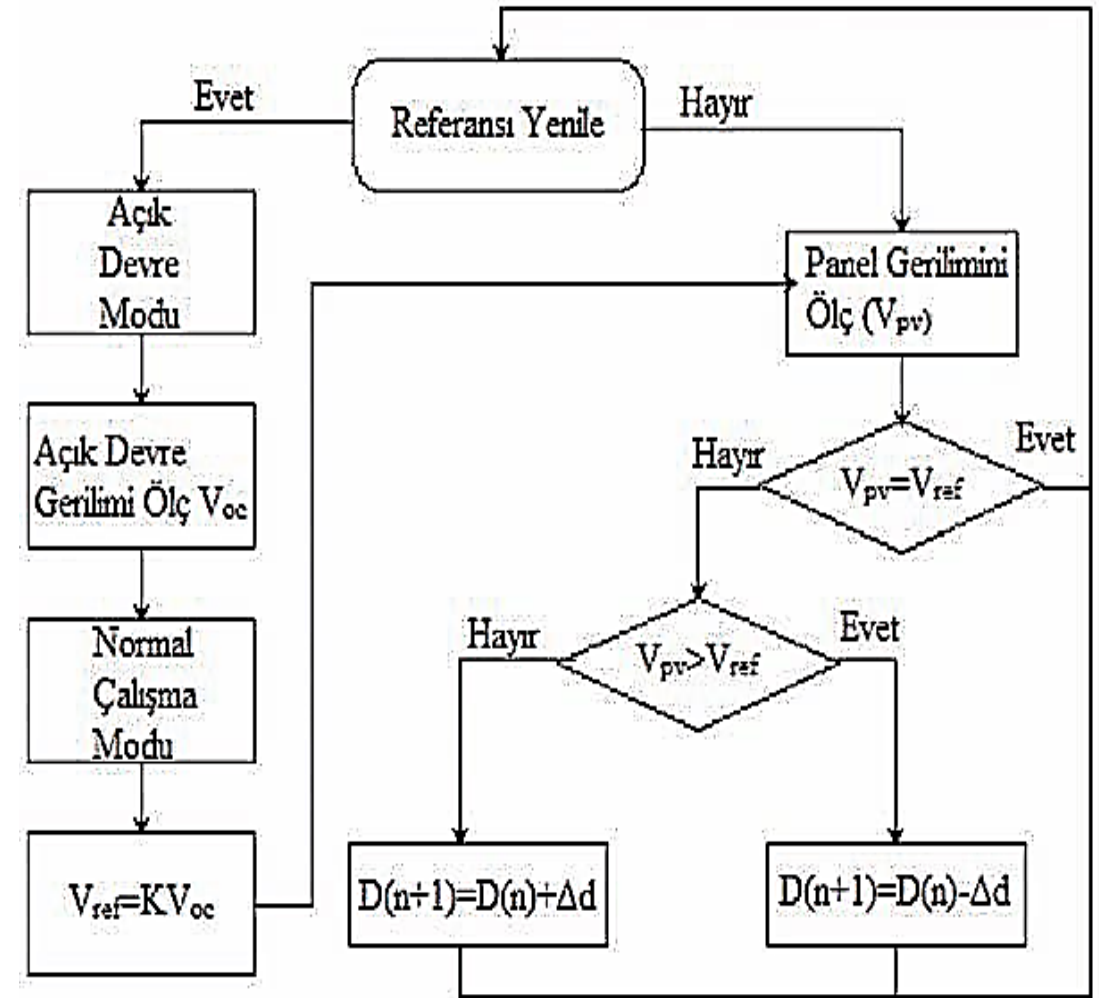 Referansı Yenile
Evet
Hayır
Açık
Devre
Modu
Panel Gerilimini
Ölç (Vpv)
Açık Devre
Gerilimi Ölç Voc
Hayır
Evet
Vpv=Vref
Normal
Çalışma
Modu
Hayır
Evet
Vpv>Vref
Vref=KVoc
D(n+1)=D(n)+Δd
D(n+1)=D(n)-Δd